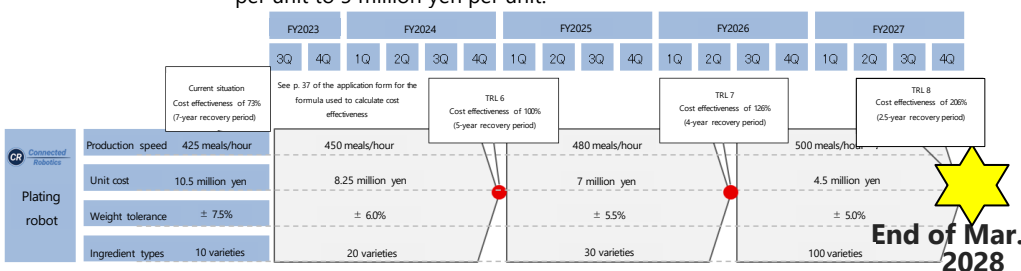 per unit to 5 million yen per unit.
FY2023 FY2024 FY2025 FY2026 FY2027
3Q 4Q 1Q 2Q 3Q 4Q 1Q 2Q 3Q 4Q 1Q 2Q 3Q 4Q 1Q 2Q 3Q 4Q
Current situation
Cost effectiveness of 73%
(7-year recovery period)
See p. 37 of the application form for the
formula used to calculate cost
effectiveness
TRL 6
Cost effectiveness of 100%
(5-year recovery period)
TRL 7
Cost effectiveness of 126%
(4-year recovery period)
TRL 8
Cost effectiveness of 206%
(2.5-year recovery period)
CR Connected
Robotics
Plating
robot
Production speed 425 meals/hour 450 meals/hour 480 meals/hour 500 meals/hour
Unit cost 10.5 million yen 8.25 million yen 7 million yen 4.5 million yen
Weight tolerance ± 7.5% ± 6.0% ± 5.5% ± 5.0%
Ingredient types 10 varieties 20 varieties 30 varieties 100 varieties
End of Mar.
2028